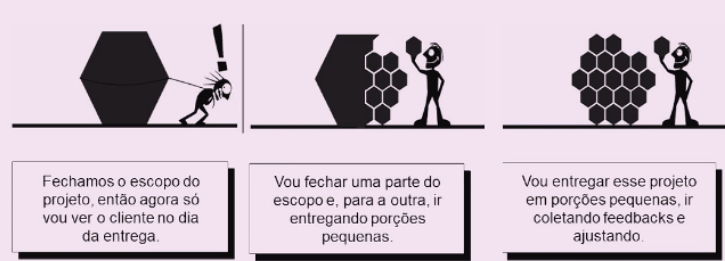 !
Fechamos o escopo do
projeto, então agora só
vou ver o cliente no dia
da entrega.
Vou fechar uma parte do
escopo e, para a outra, ir
entregando porções
pequenas.
Vou entregar esse projeto
em porções pequenas, ir
coletando feedbacks e
ajustando.